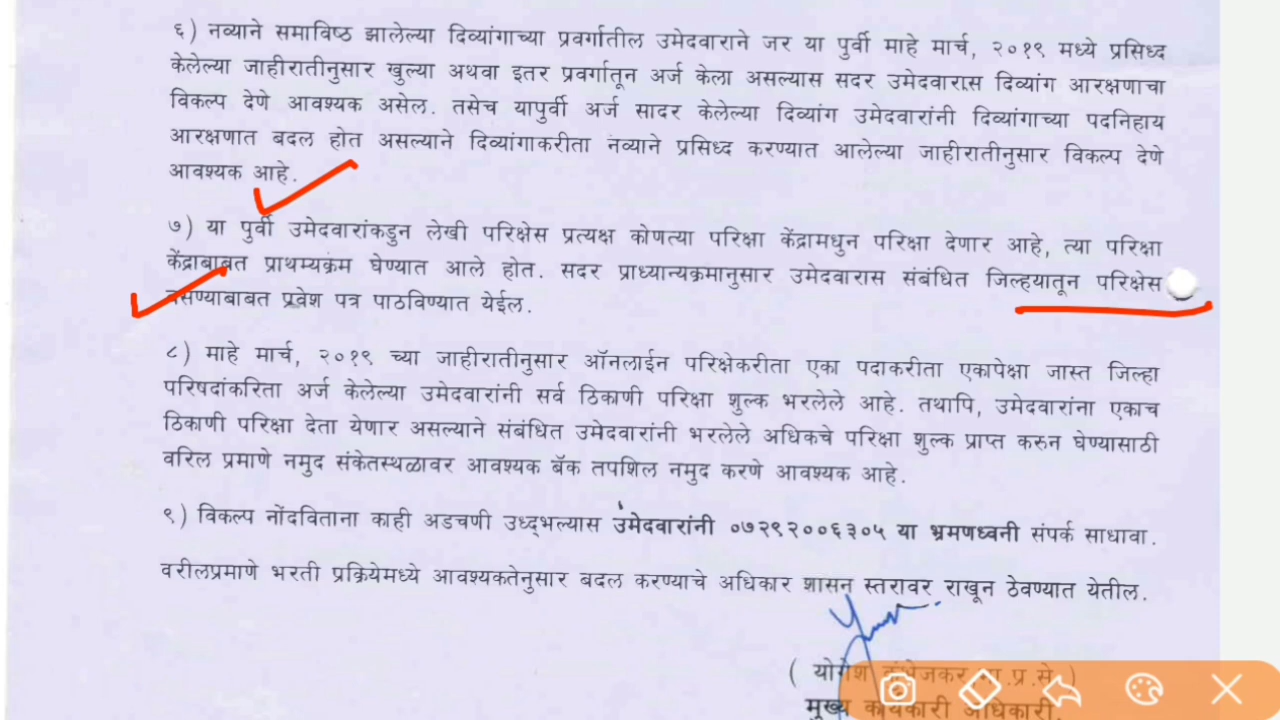 ६) नव्याने समाविष्ठ झालेल्या दिव्यांगाच्या प्रवर्गातील उमेदवाराने जर या पुर्वी माहे मार्च, २०१९ मध्ये प्रसिध्द
केलेल्या जाहीरातीनुसार खुल्या अथवा इतर प्रवर्गातून अर्ज केला असल्यास सदर उमेदवारास दिव्यांग आरक्षणाचा
विकल्प देणे आवश्यक असेल. तसेच यापुर्वी अर्ज सादर केलेल्या दिव्यांग उमेदवारांनी दिव्यांगाच्या पदनिहाय
आरक्षणात बदल होत असल्याने दिव्यांगाकरीता नव्याने प्रसिध्द करण्यात आलेल्या जाहीरातीनुसार विकल्प देणे
आवश्यक आहे.
७) या पुर्वी उमेदवारांकडुन लेखी परिक्षेस प्रत्यक्ष कोणत्या परिक्षा केंद्रामधुन परिक्षा देणार आहे, त्या परिक्षा
केंद्राबाबत प्राथम्यक्रम घेण्यात आले होत. सदर प्राध्यान्यक्रमानुसार उमेदवारास संबंधित जिल्हयातून परिक्षेस
बसण्याबाबत प्रवेश पत्र पाठविण्यात येईल.
८) माहे मार्च, २०१९ च्या जाहीरातीनुसार ऑनलाईन परिक्षेकरीता एका पदाकरीता एकापेक्षा जास्त जिल्हा
परिषदांकरिता अर्ज केलेल्या उमेदवारांनी सर्व ठिकाणी परिक्षा शुल्क भरलेले आहे. तथापि, उमेदवारांना एकाच
ठिकाणी परिक्षा देता येणार असल्याने संबंधित उमेदवारांनी भरलेले अधिकचे परिक्षा शुल्क प्राप्त करुन घेण्यासाठी
वरिल प्रमाणे नमुद संकेतस्थळावर आवश्यक बॅक तपशिल नमुद करणे आवश्यक आहे.
९) विकल्प नोंदविताना काही अडचणी उध्द्भल्यास उमेदवारांनी ०७२९२००६३०५ या भ्रमणध्वनी संपर्क साधावा.
वरीलप्रमाणे भरती प्रक्रियेमध्ये आवश्यकतेनुसार बदल करण्याचे अधिकार शासन स्तरावर राखून ठेवण्यात येतील.
( योगेश कुंभेजकर भा.प्र.से.)
मुख्य कार्यकारी अधिकारी.